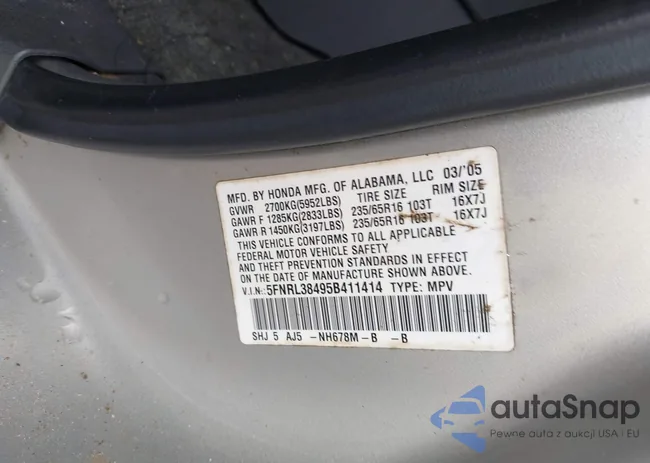 MFD. BY HONDA MFG. OF ALABAMA, LLC 03/'05
GVWR 2700KG(5952LBS) TIRE SIZE RIM SIZE
GAWR F 1285KG(2833LBS) 235/65R16 103T 16X7J
GAWR R 1450KG(3197LBS) 235/65R16 103T 16X7J
THIS VEHICLE CONFORMS TO ALL APPLICABLE
FEDERAL MOTOR VEHICLE SAFETY
AND THEFT PREVENTION STANDARDS IN EFFECT
ON THE DATE OF MANUFACTURE SHOWN ABOVE.
V.I.N.: 5FNRL38495B411414 TYPE: MPV
SHJ 5 AJ5 -NH678M-B -B
autaSnap
Pewne auta z aukcji USA i EU